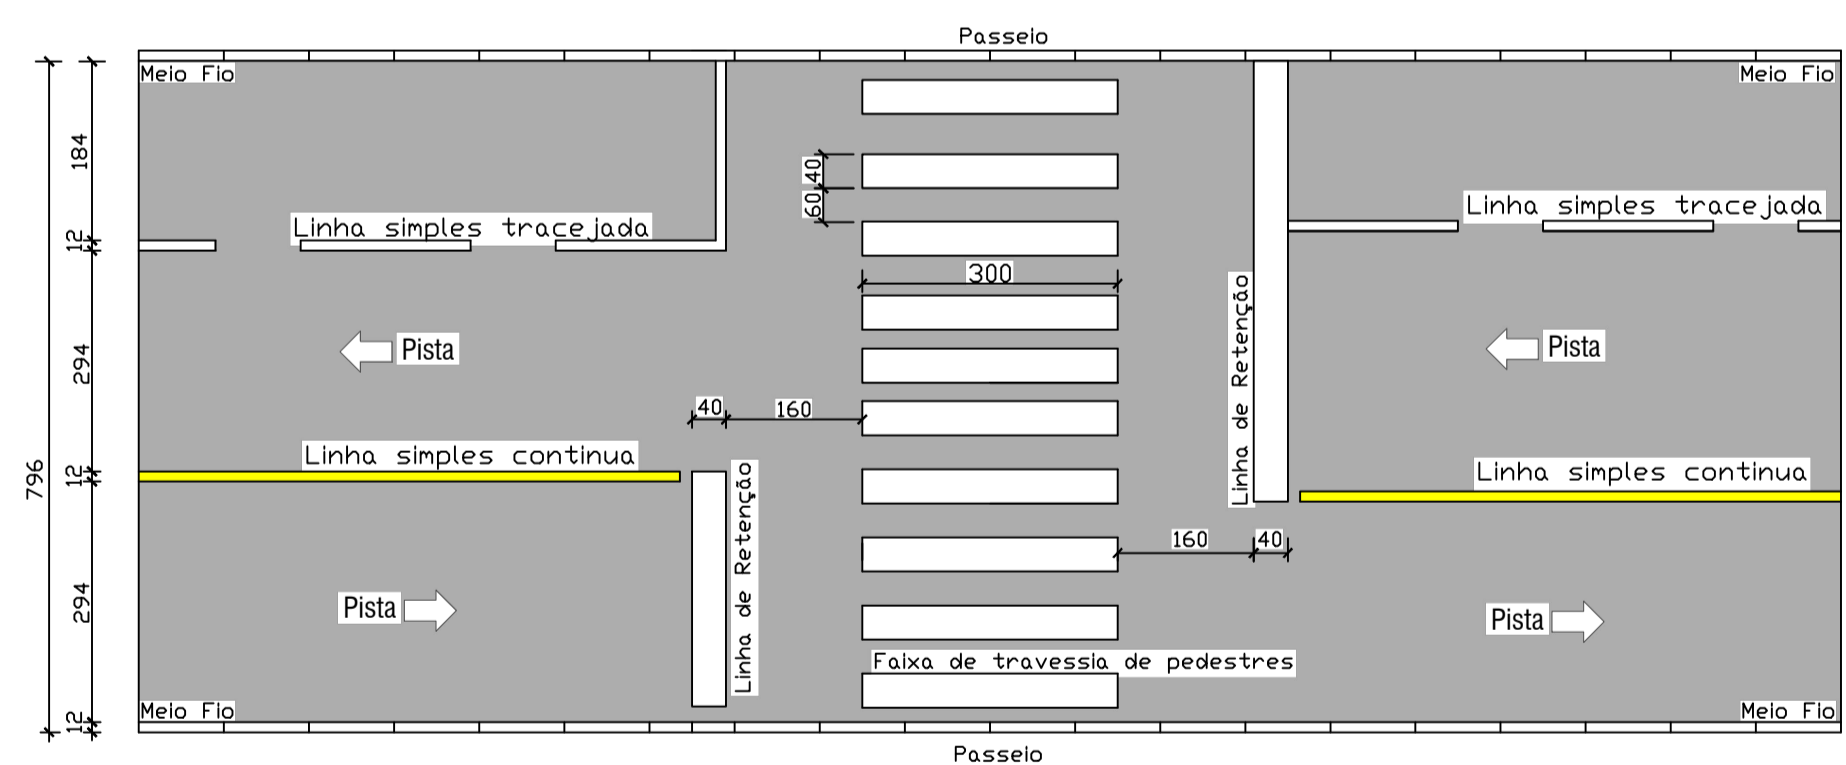 Passeio
Meio Fio
Meio Fio
184
40
60
Linha simples tracejada
Linha simples tracejada
12
300
Linha de Retenção
Pista
Pista
294
40
160
796
12
Linha simples continua
Linha simples continua
Linha de Retenção
160
40
294
Pista
Pista
Faixa de travessia de pedestres
Meio Fio
Meio Fio
12
Passeio